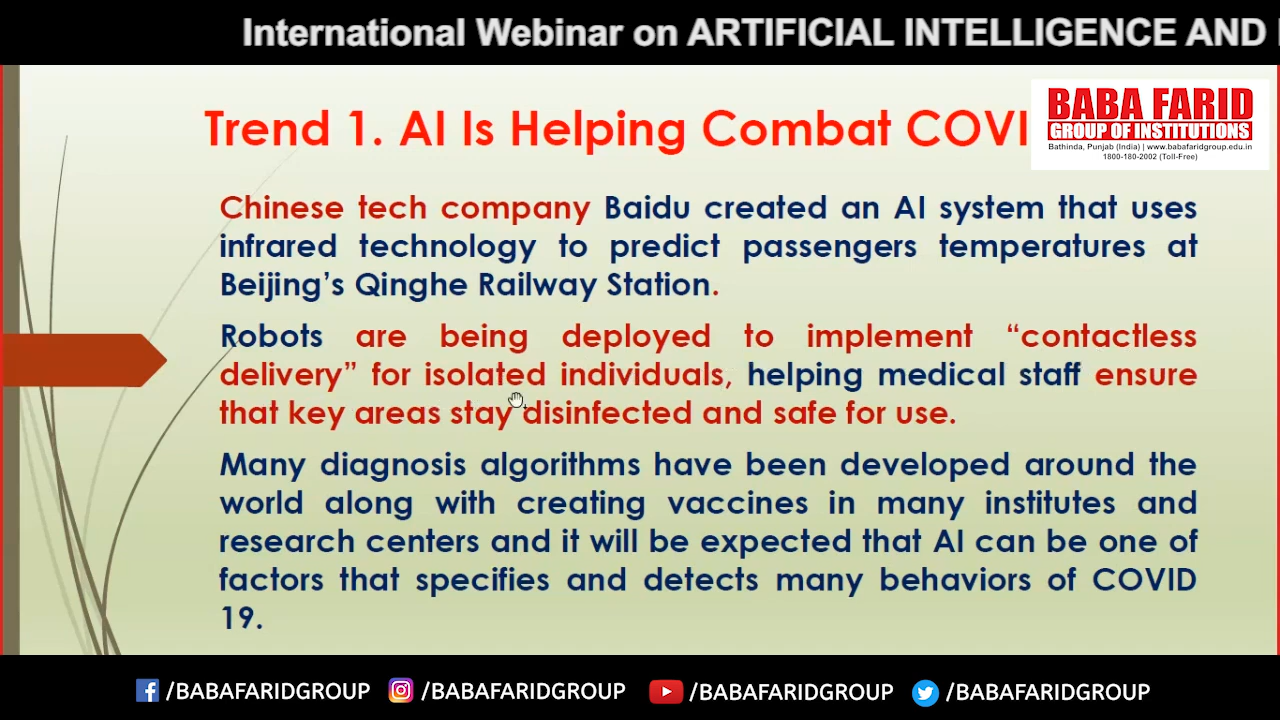 International Webinar on ARTIFICIAL INTELLIGENCE AND
Trend 1. AI Is Helping Combat COVI
BABA FARID
GROUP OF INSTITUTIONS
Bathinda, Punjab (India) | www.babafaridgroup.edu.in
1800-180-2002 (Toll-Free)
Chinese tech company Baidu created an AI system that uses
infrared technology to predict passengers temperatures at
Beijing’s Qinghe Railway Station.
Robots are being deployed to implement “contactless
delivery” for isolated individuals, helping medical staff ensure
that key areas stay disinfected and safe for use.
Many diagnosis algorithms have been developed around the
world along with creating vaccines in many institutes and
research centers and it will be expected that AI can be one of
factors that specifies and detects many behaviors of COVID
19.
/BABAFARIDGROUP /BABAFARIDGROUP /BABAFARIDGROUP /BABAFARIDGROUP